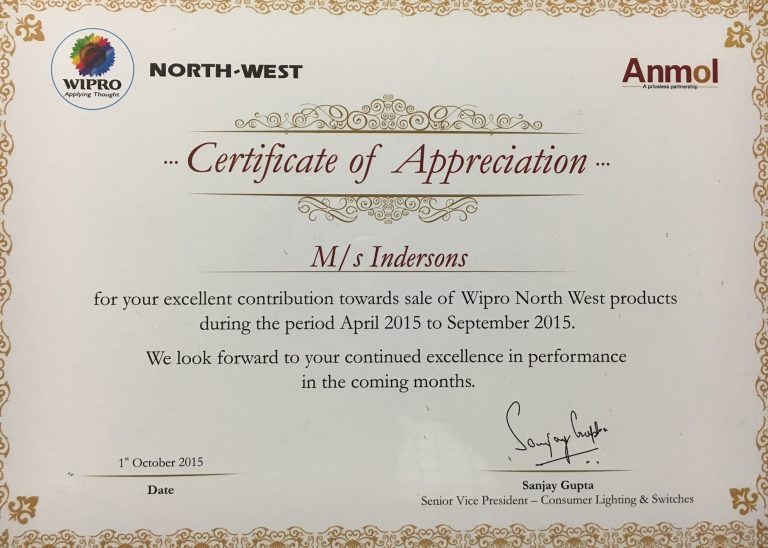 WIPRO
Applying Thought
NORTH-WEST
Anmol
A priceless partnership
... Certificate of Appreciation ...
M/s Indersons
for your excellent contribution towards sale of Wipro North West products
during the period April 2015 to September 2015.
We look forward to your continued excellence in performance
in the coming months.
Sanjay Gupta
1st October 2015
Date
Sanjay Gupta
Senior Vice President – Consumer Lighting & Switches